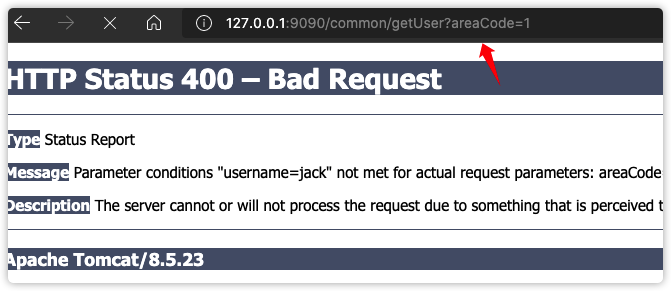 127.0.0.1:9090/common/getUser?areaCode=1
HTTP Status 400 – Bad Request
Type Status Report
Message Parameter conditions "username=jack" not met for actual request parameters: areaCode
Description The server cannot or will not process the request due to something that is perceived t
Apache Tomcat/8.5.23